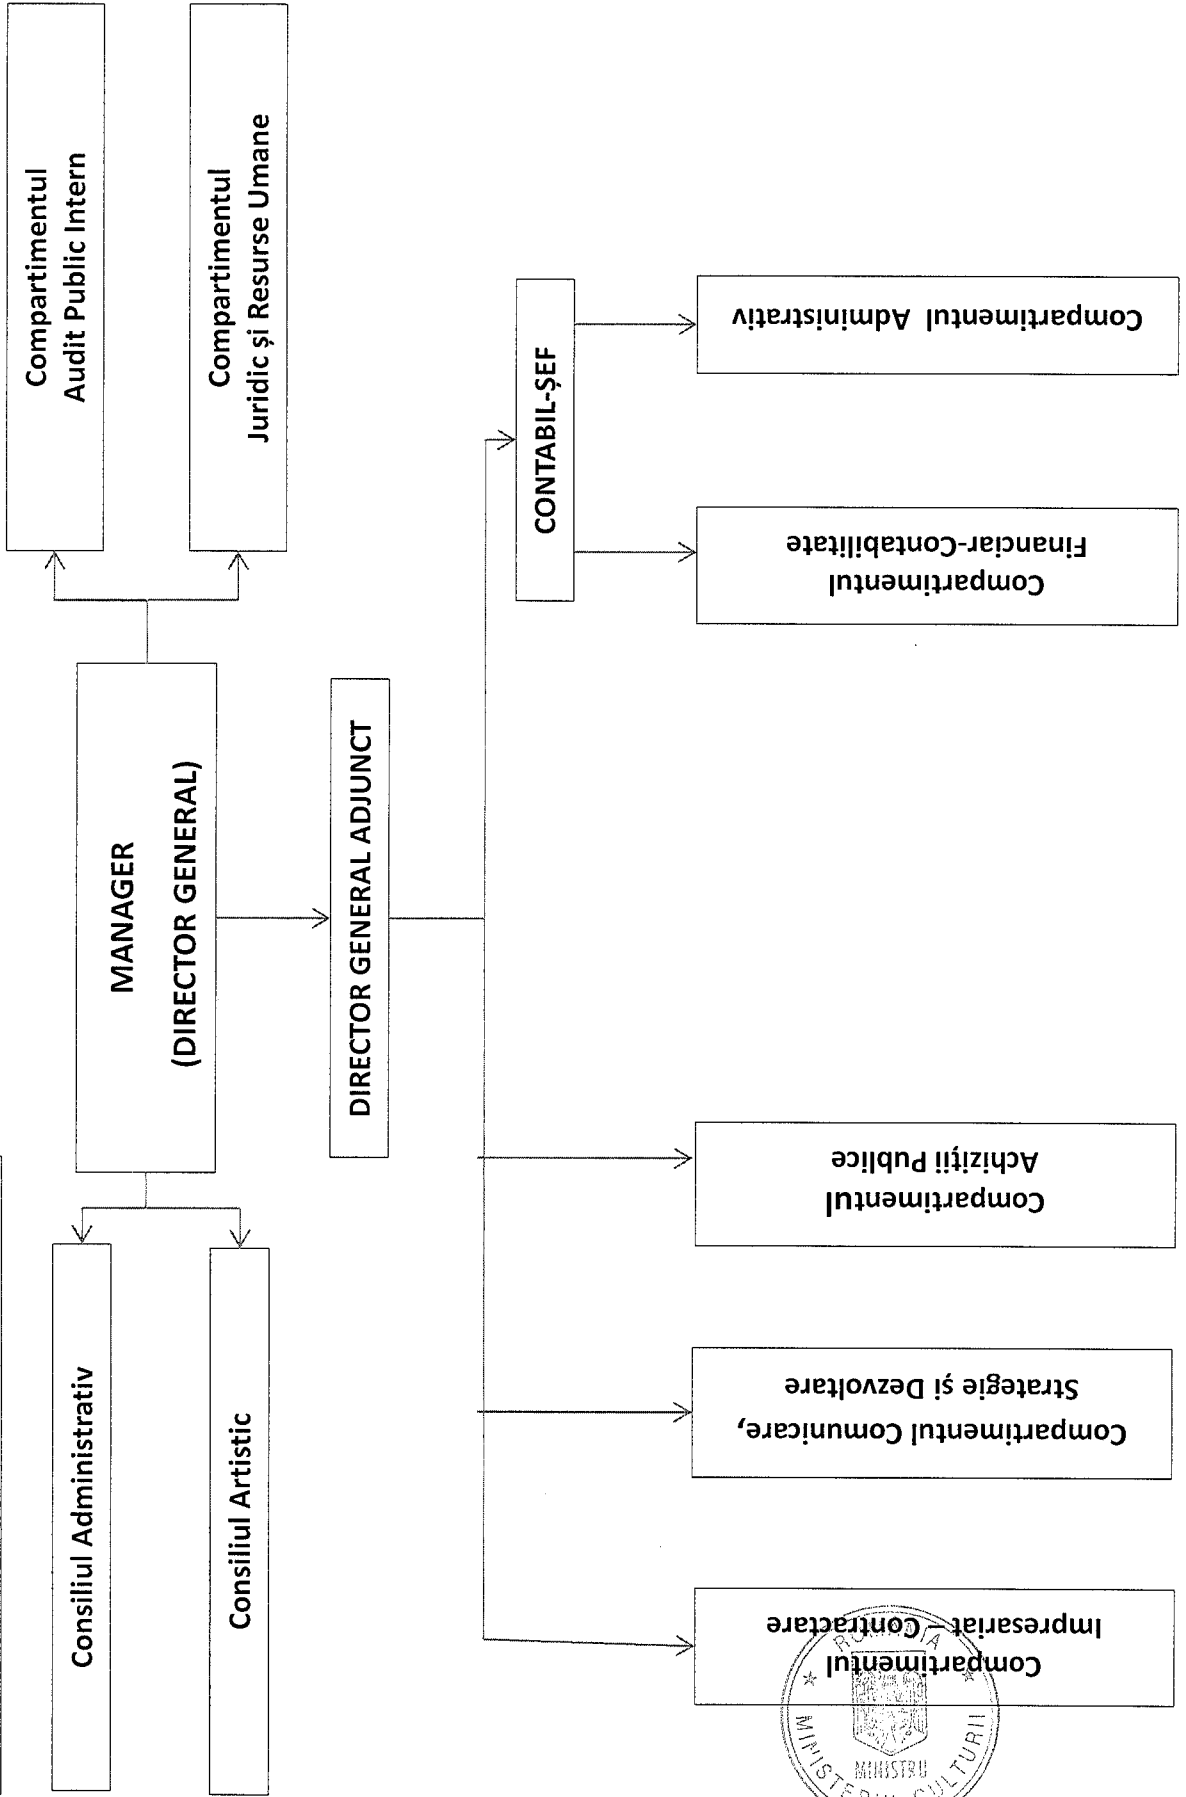 Compartimentul
Audit Public Intern
Compartimentul
Juridic și Resurse Umane
MANAGER
(DIRECTOR GENERAL)
Consiliul Administrativ
Consiliul Artistic
DIRECTOR GENERAL ADJUNCT
CONTABIL-ȘEF
Compartimentul
Impresariat – Contractare
Compartimentul Comunicare,
Strategie și Dezvoltare
Compartimentul
Achiziții Publice
Compartimentul
Financiar-Contabilitate
Compartimentul Administrativ
ROMÂNIA
MINISTERUL CULTURII
MINISTRU